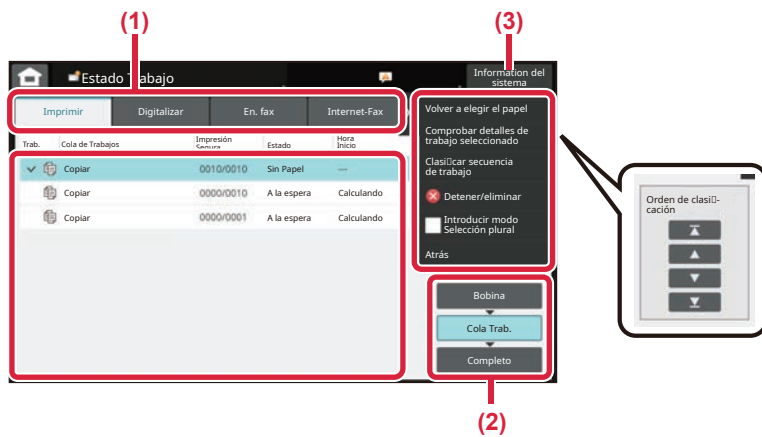 (1)
(3)
Estado Trabajo
Information del
sistema
Imprimir
Digitalizar
En. fax
Internet-Fax
Volver a elegir el papel
Comprobar detalles de
trabajo seleccionado
Clasi▯car secuencia
de trabajo
Detener/eliminar
Introducir modo
Selección plural
Atrás
Trab.
Cola de Trabajos
Impresión
Segura
Estado
Hora
Inicio
Copiar
0010/0010
Sin Papel
—
Copiar
0000/0010
A la espera
Calculando
Copiar
0000/0001
A la espera
Calculando
Orden de clasi▯-
cación
Bobina
Cola Trab.
Completo
(2)